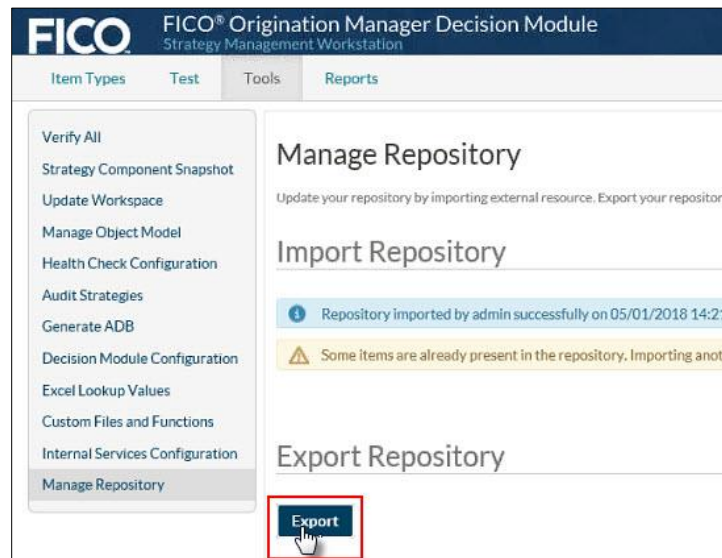 FICO® Origination Manager Decision Module
FICO
Strategy Management Workstation
Item Types Test Tools Reports
Verify All
Strategy Component Snapshot
Update Workspace
Manage Object Model
Health Check Configuration
Audit Strategies
Generate ADB
Decision Module Configuration
Excel Lookup Values
Custom Files and Functions
Internal Services Configuration
Manage Repository
Manage Repository
Update your repository by importing external resource. Export your repositor
Import Repository
Repository imported by admin successfully on 05/01/2018 14:21
Some items are already present in the repository. Importing anot
Export Repository
Export